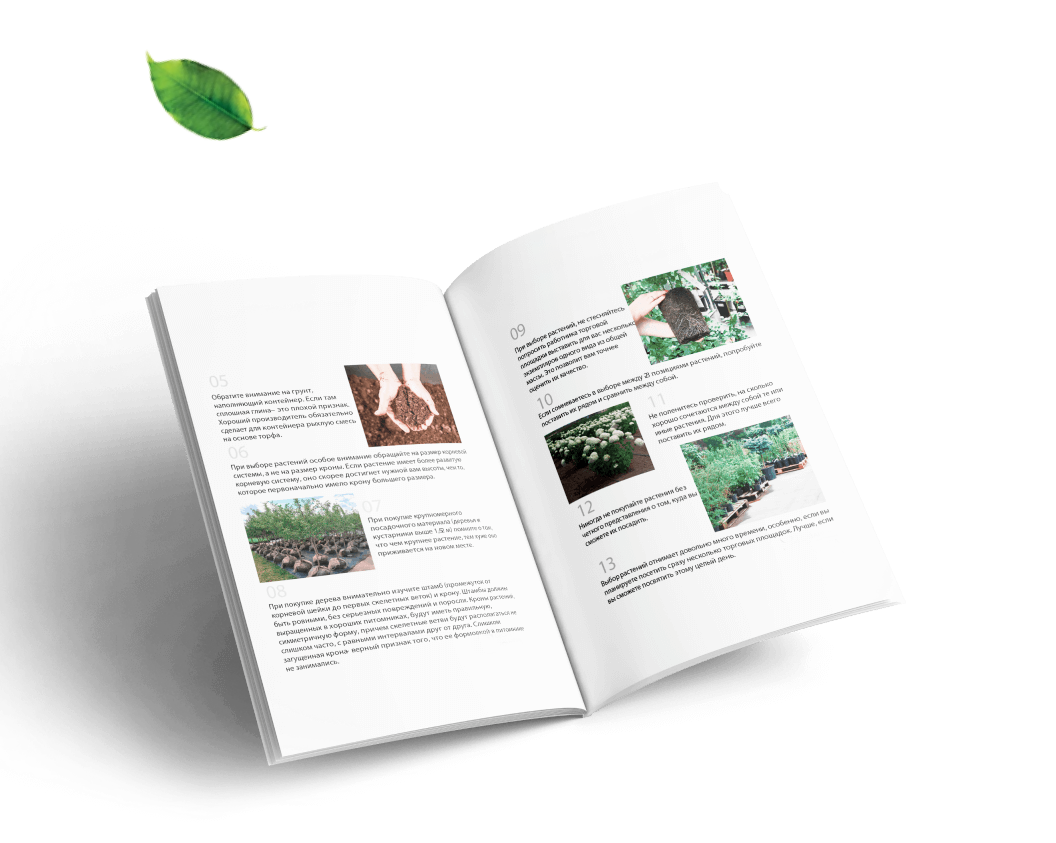 05
Обратите внимание на грунт,
наполняющий контейнер. Если там
сплошная глина– это плохой признак.
Хороший производитель обязательно
сделает для контейнера рыхлую смесь
на основе торфа.
06
При выборе растений особое внимание обращайте на размер корневой
системы, а не на размер кроны. Если растение имеет более развитую
корневую систему, оно скорее достигнет нужной вам высоты, чем то,
которое первоначально имело крону большего размера.
07
При покупке крупномерного
посадочного материала (деревья и
кустарники выше 1,5 м) помните о том,
что чем крупнее растение, тем хуже оно
приживается на новом месте.
08
При покупке дерева внимательно изучите штамб (промежуток от
корневой шейки до первых скелетных веток) и крону. Штамбы должны
быть ровными, без серьезных повреждений и поросли. Кроны растений,
выращенных в хороших питомниках, будут иметь правильную,
симметричную форму, причем скелетные ветви будут располагаться не
слишком часто, с равными интервалами друг от друга. Слишком
загущенная крона- верный признак того, что ее формовкой в питомнике
не занимались.
09
При выборе растений, не стесняйтесь
попросить работника торговой
площадки выставить для вас несколько
экземпляров одного вида из общей
массы. Это позволит вам точнее
оценить их качество.
10
Если сомневаетесь в выборе между 2 позициями растений, попробуйте
поставить их рядом и сравнить между собой.
11
Не поленитесь проверить, на сколько
хорошо сочетаются между собой те или
иные растения. Для этого лучше всего
поставить их рядом.
12
Никогда не покупайте растения без
четкого представления о том, куда вы
сможете их посадить.
13
Выбор растений отнимает довольно много времени, особенно, если вы
планируете посетить сразу несколько торговых площадок. Лучше, если
вы сможете посвятить этому целый день.